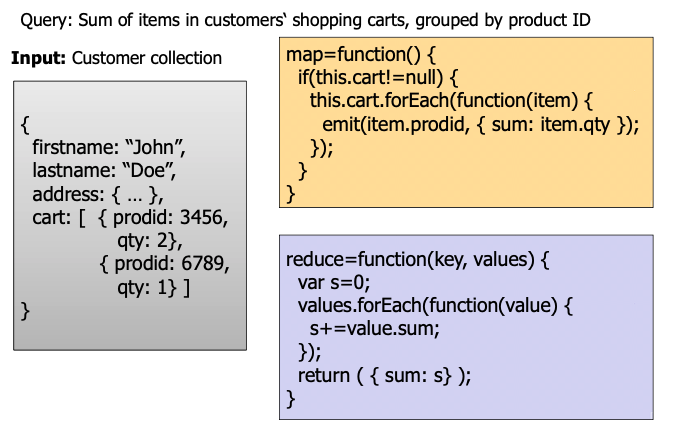 Query: Sum of items in customers‘ shopping carts, grouped by product ID
Input: Customer collection
{
firstname: “John”,
lastname: “Doe”,
address: { … },
cart: [ { prodid: 3456,
qty: 2},
{ prodid: 6789,
qty: 1} ]
}
map=function() {
if(this.cart!=null) {
this.cart.forEach(function(item) {
emit(item.prodid, { sum: item.qty });
});
}
}
reduce=function(key, values) {
var s=0;
values.forEach(function(value) {
s+=value.sum;
});
return ( { sum: s} );
}